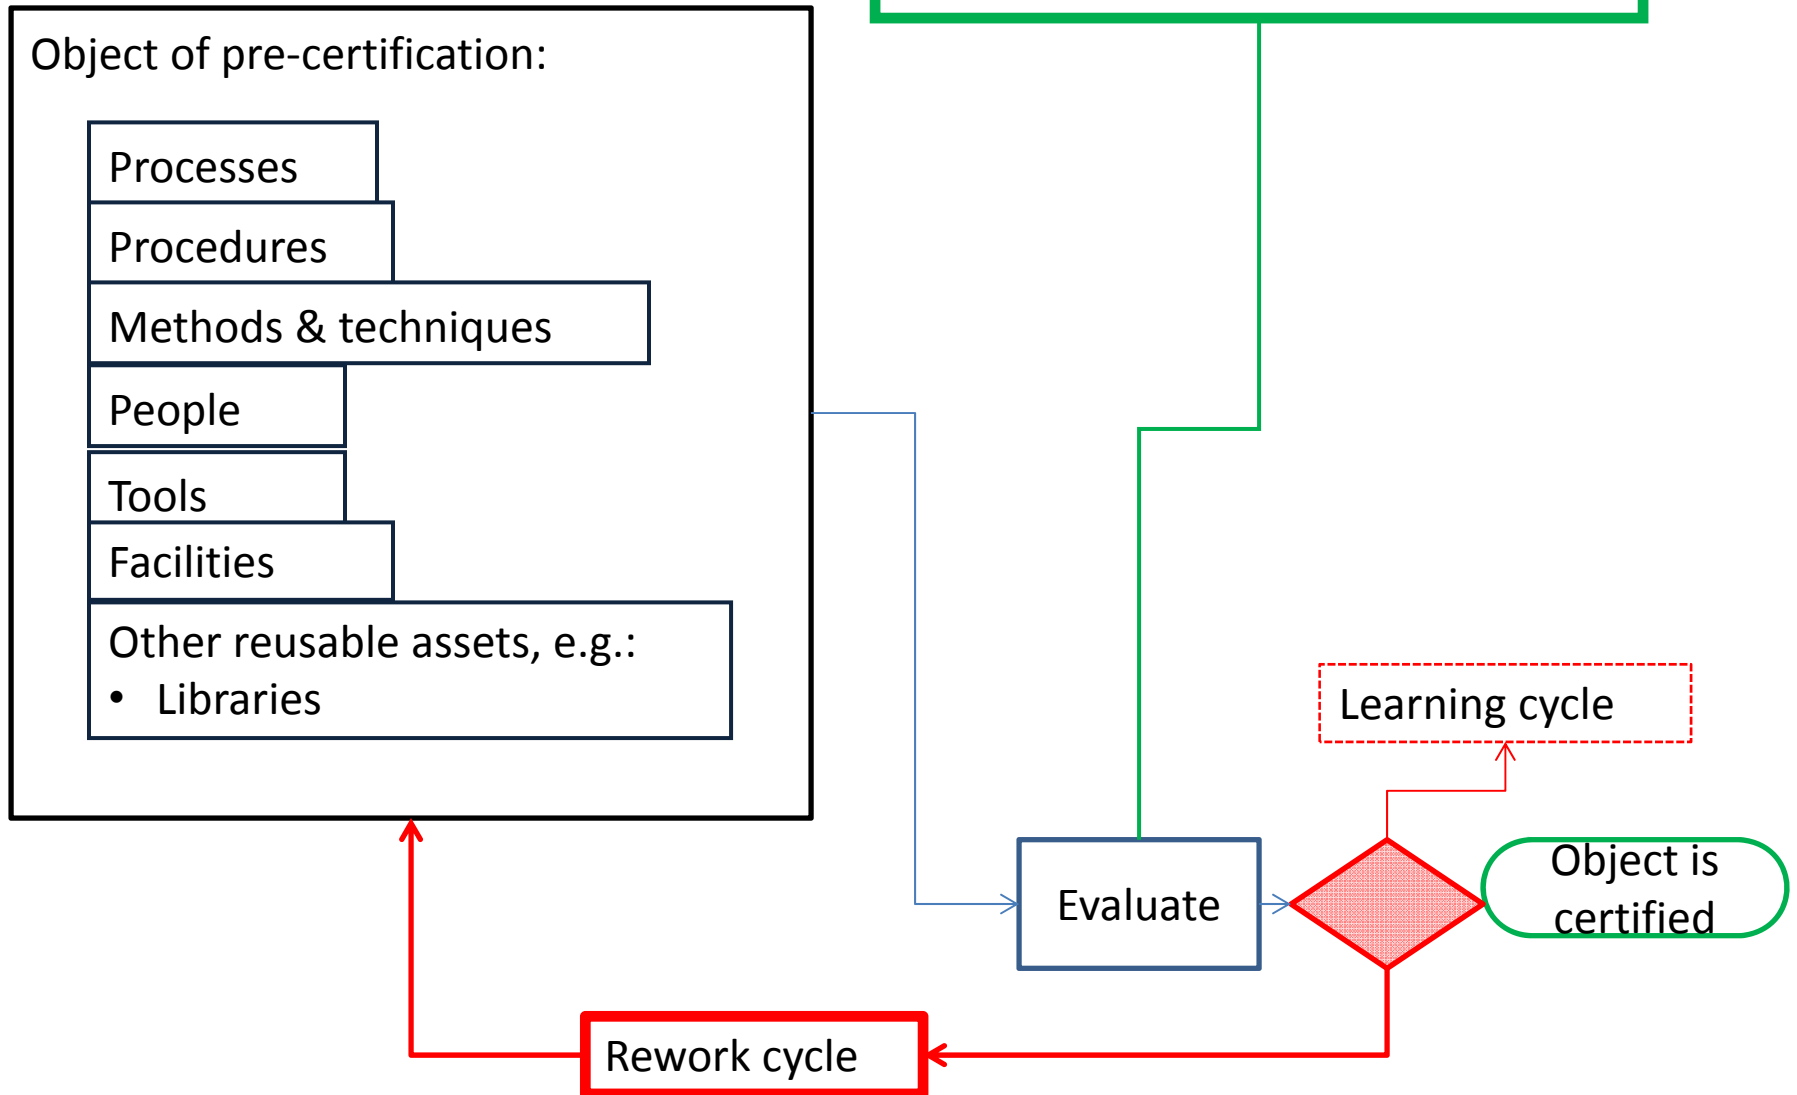 Object of pre-certification:
Processes
Procedures
Methods & techniques
People
Tools
Facilities
Other reusable assets, e.g.:
• Libraries
Learning cycle
Evaluate
Object is
certified
Rework cycle